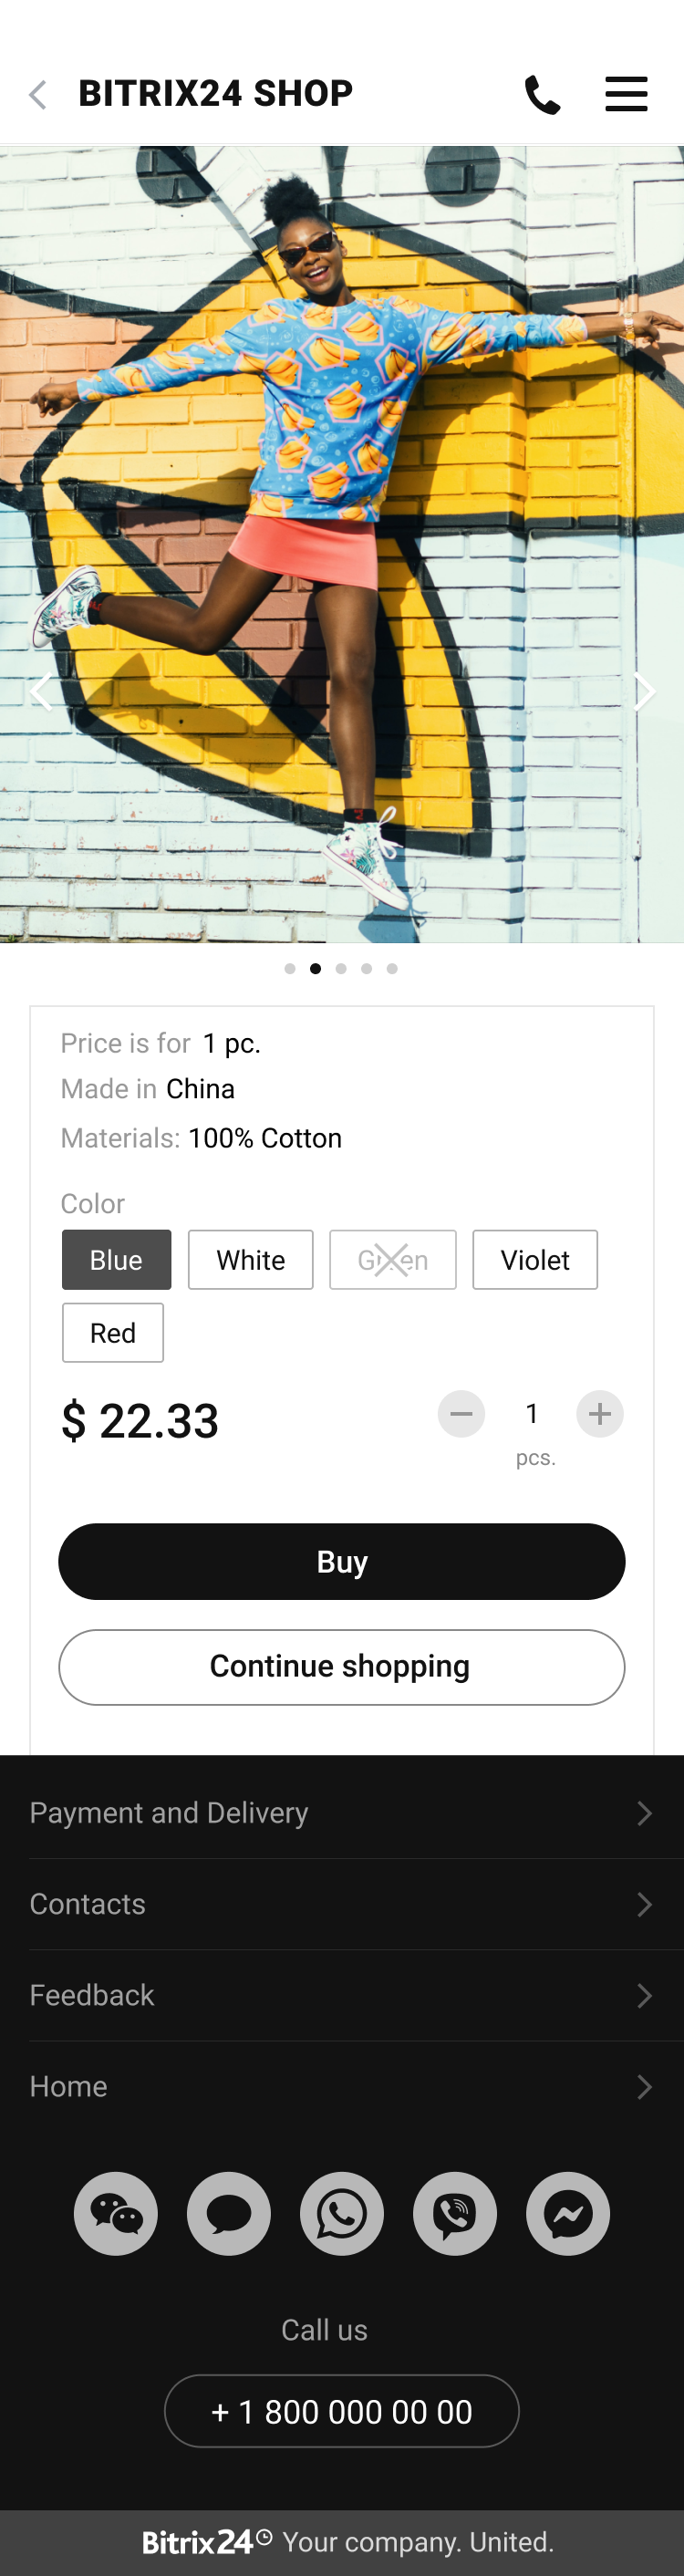 BITRIX24 SHOP
Price is for 1 pc.
Made in China
Materials: 100% Cotton
Color
Blue White Green Violet
Red
$ 22.33
1
pcs.
Buy
Continue shopping
Payment and Delivery
Contacts
Feedback
Home
Call us
+ 1 800 000 00 00
Bitrix24 Your company. United.